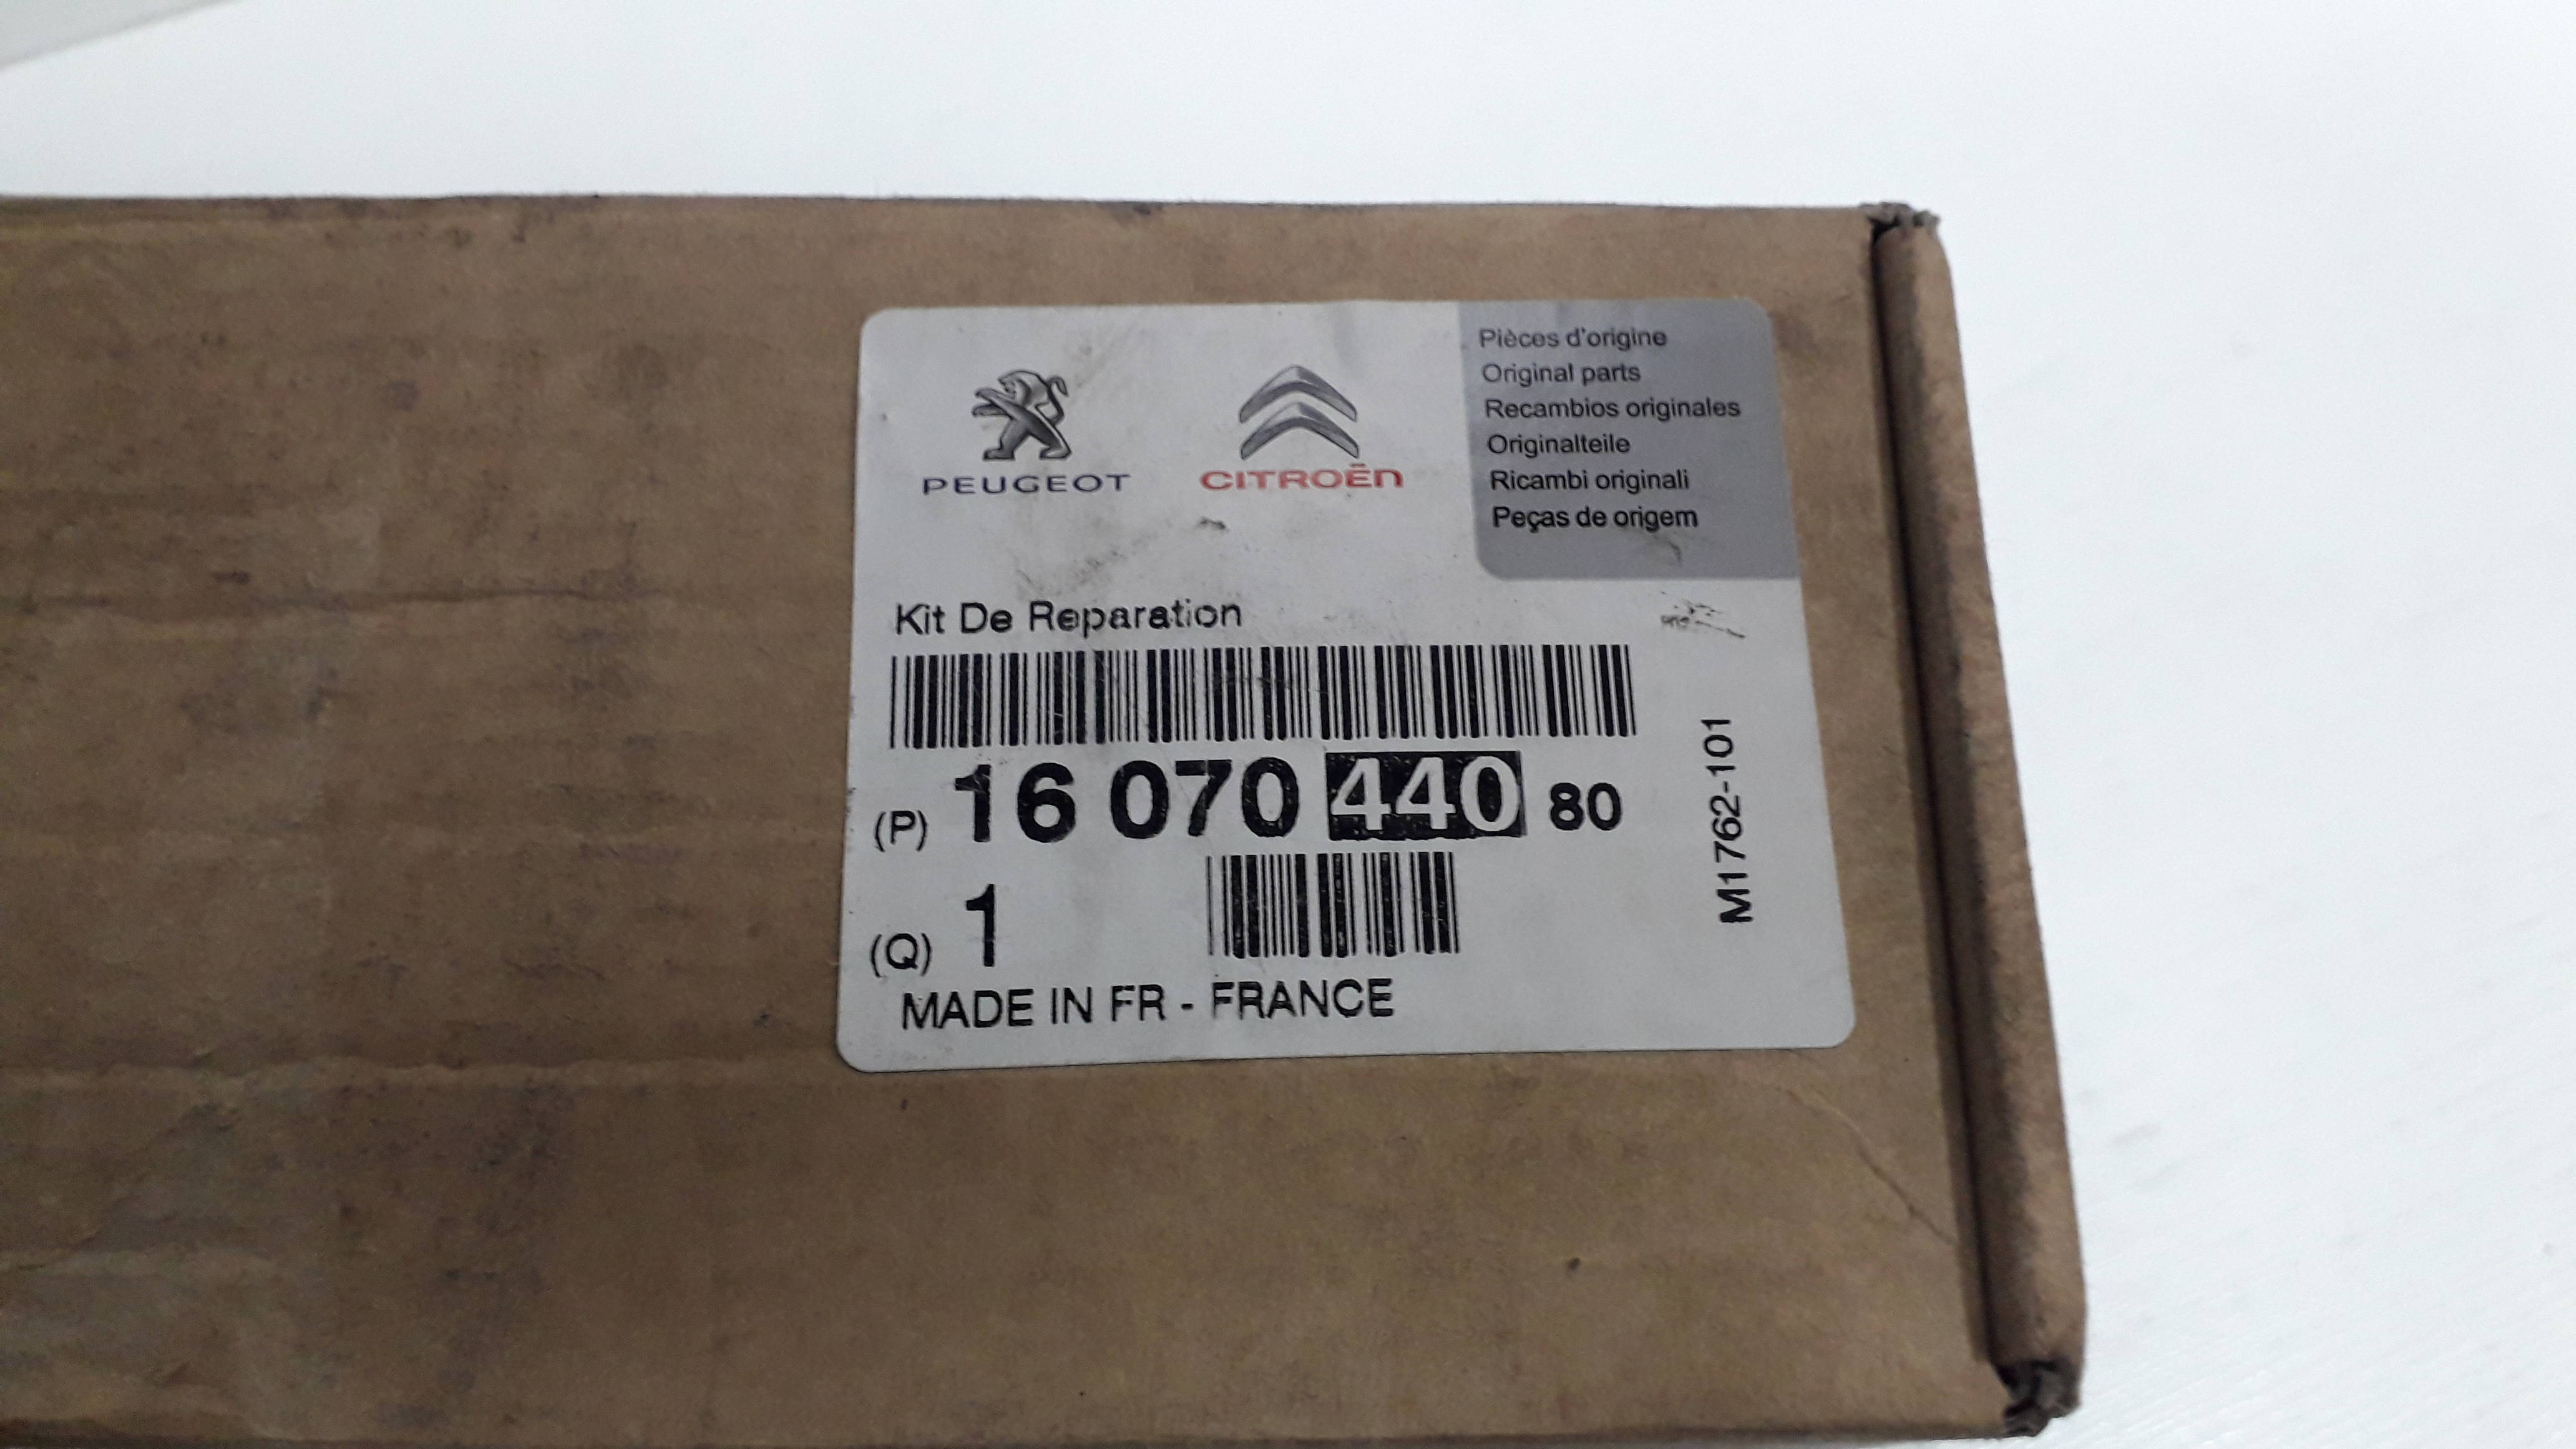 PEUGEOT
CITROËN
Pièces d'origine
Original parts
Recambios originales
Originalteile
Ricambi originali
Peças de origem
Kit De Reparation
(P) 16 070 440 80
(Q) 1
MADE IN FR - FRANCE
M1762-101